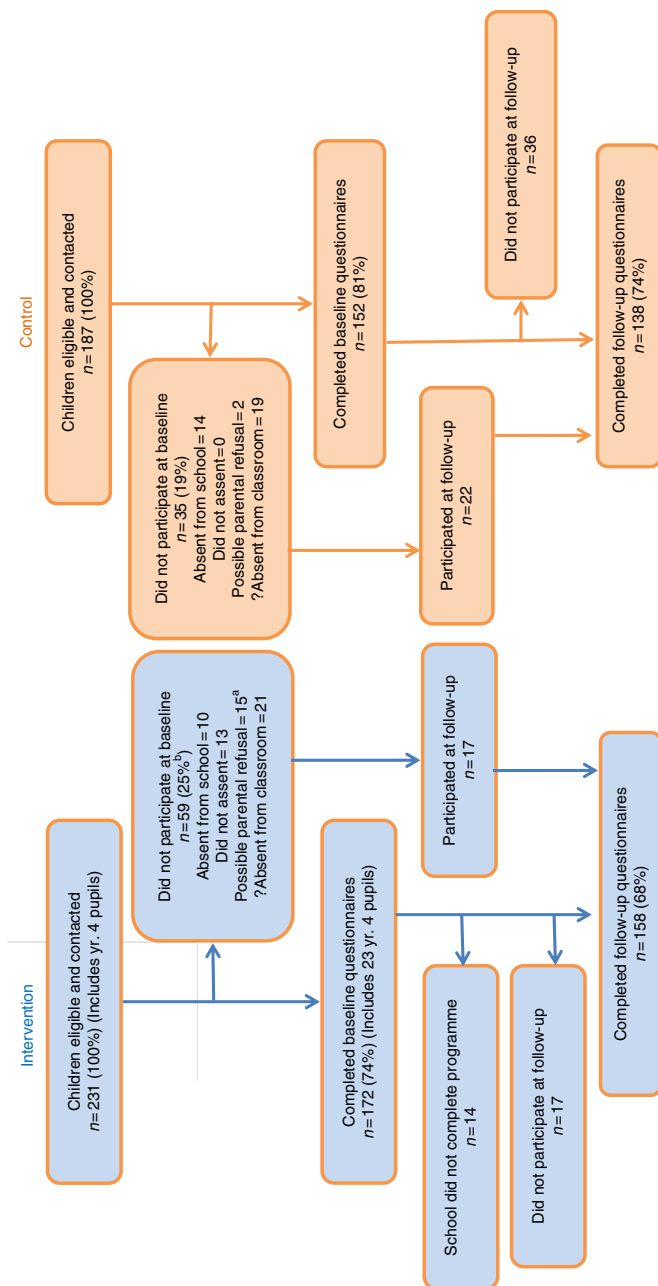 Intervention
Children eligible and contacted
n=231 (100%) (Includes yr. 4 pupils)
Did not participate at baseline
n=59 (25%ᵇ)
Absent from school=10
Did not assent=13
Possible parental refusal=15ᵃ
?Absent from classroom=21
Completed baseline questionnaires
n=172 (74%) (Includes 23 yr. 4 pupils)
School did not complete programme
n=14
Did not participate at follow-up
n=17
Participated at follow-up
n=17
Completed follow-up questionnaires
n=158 (68%)
Control
Children eligible and contacted
n=187 (100%)
Did not participate at baseline
n=35 (19%)
Absent from school=14
Did not assent=0
Possible parental refusal=2
?Absent from classroom=19
Completed baseline questionnaires
n=152 (81%)
Participated at follow-up
n=22
Did not participate at follow-up
n=36
Completed follow-up questionnaires
n=138 (74%)